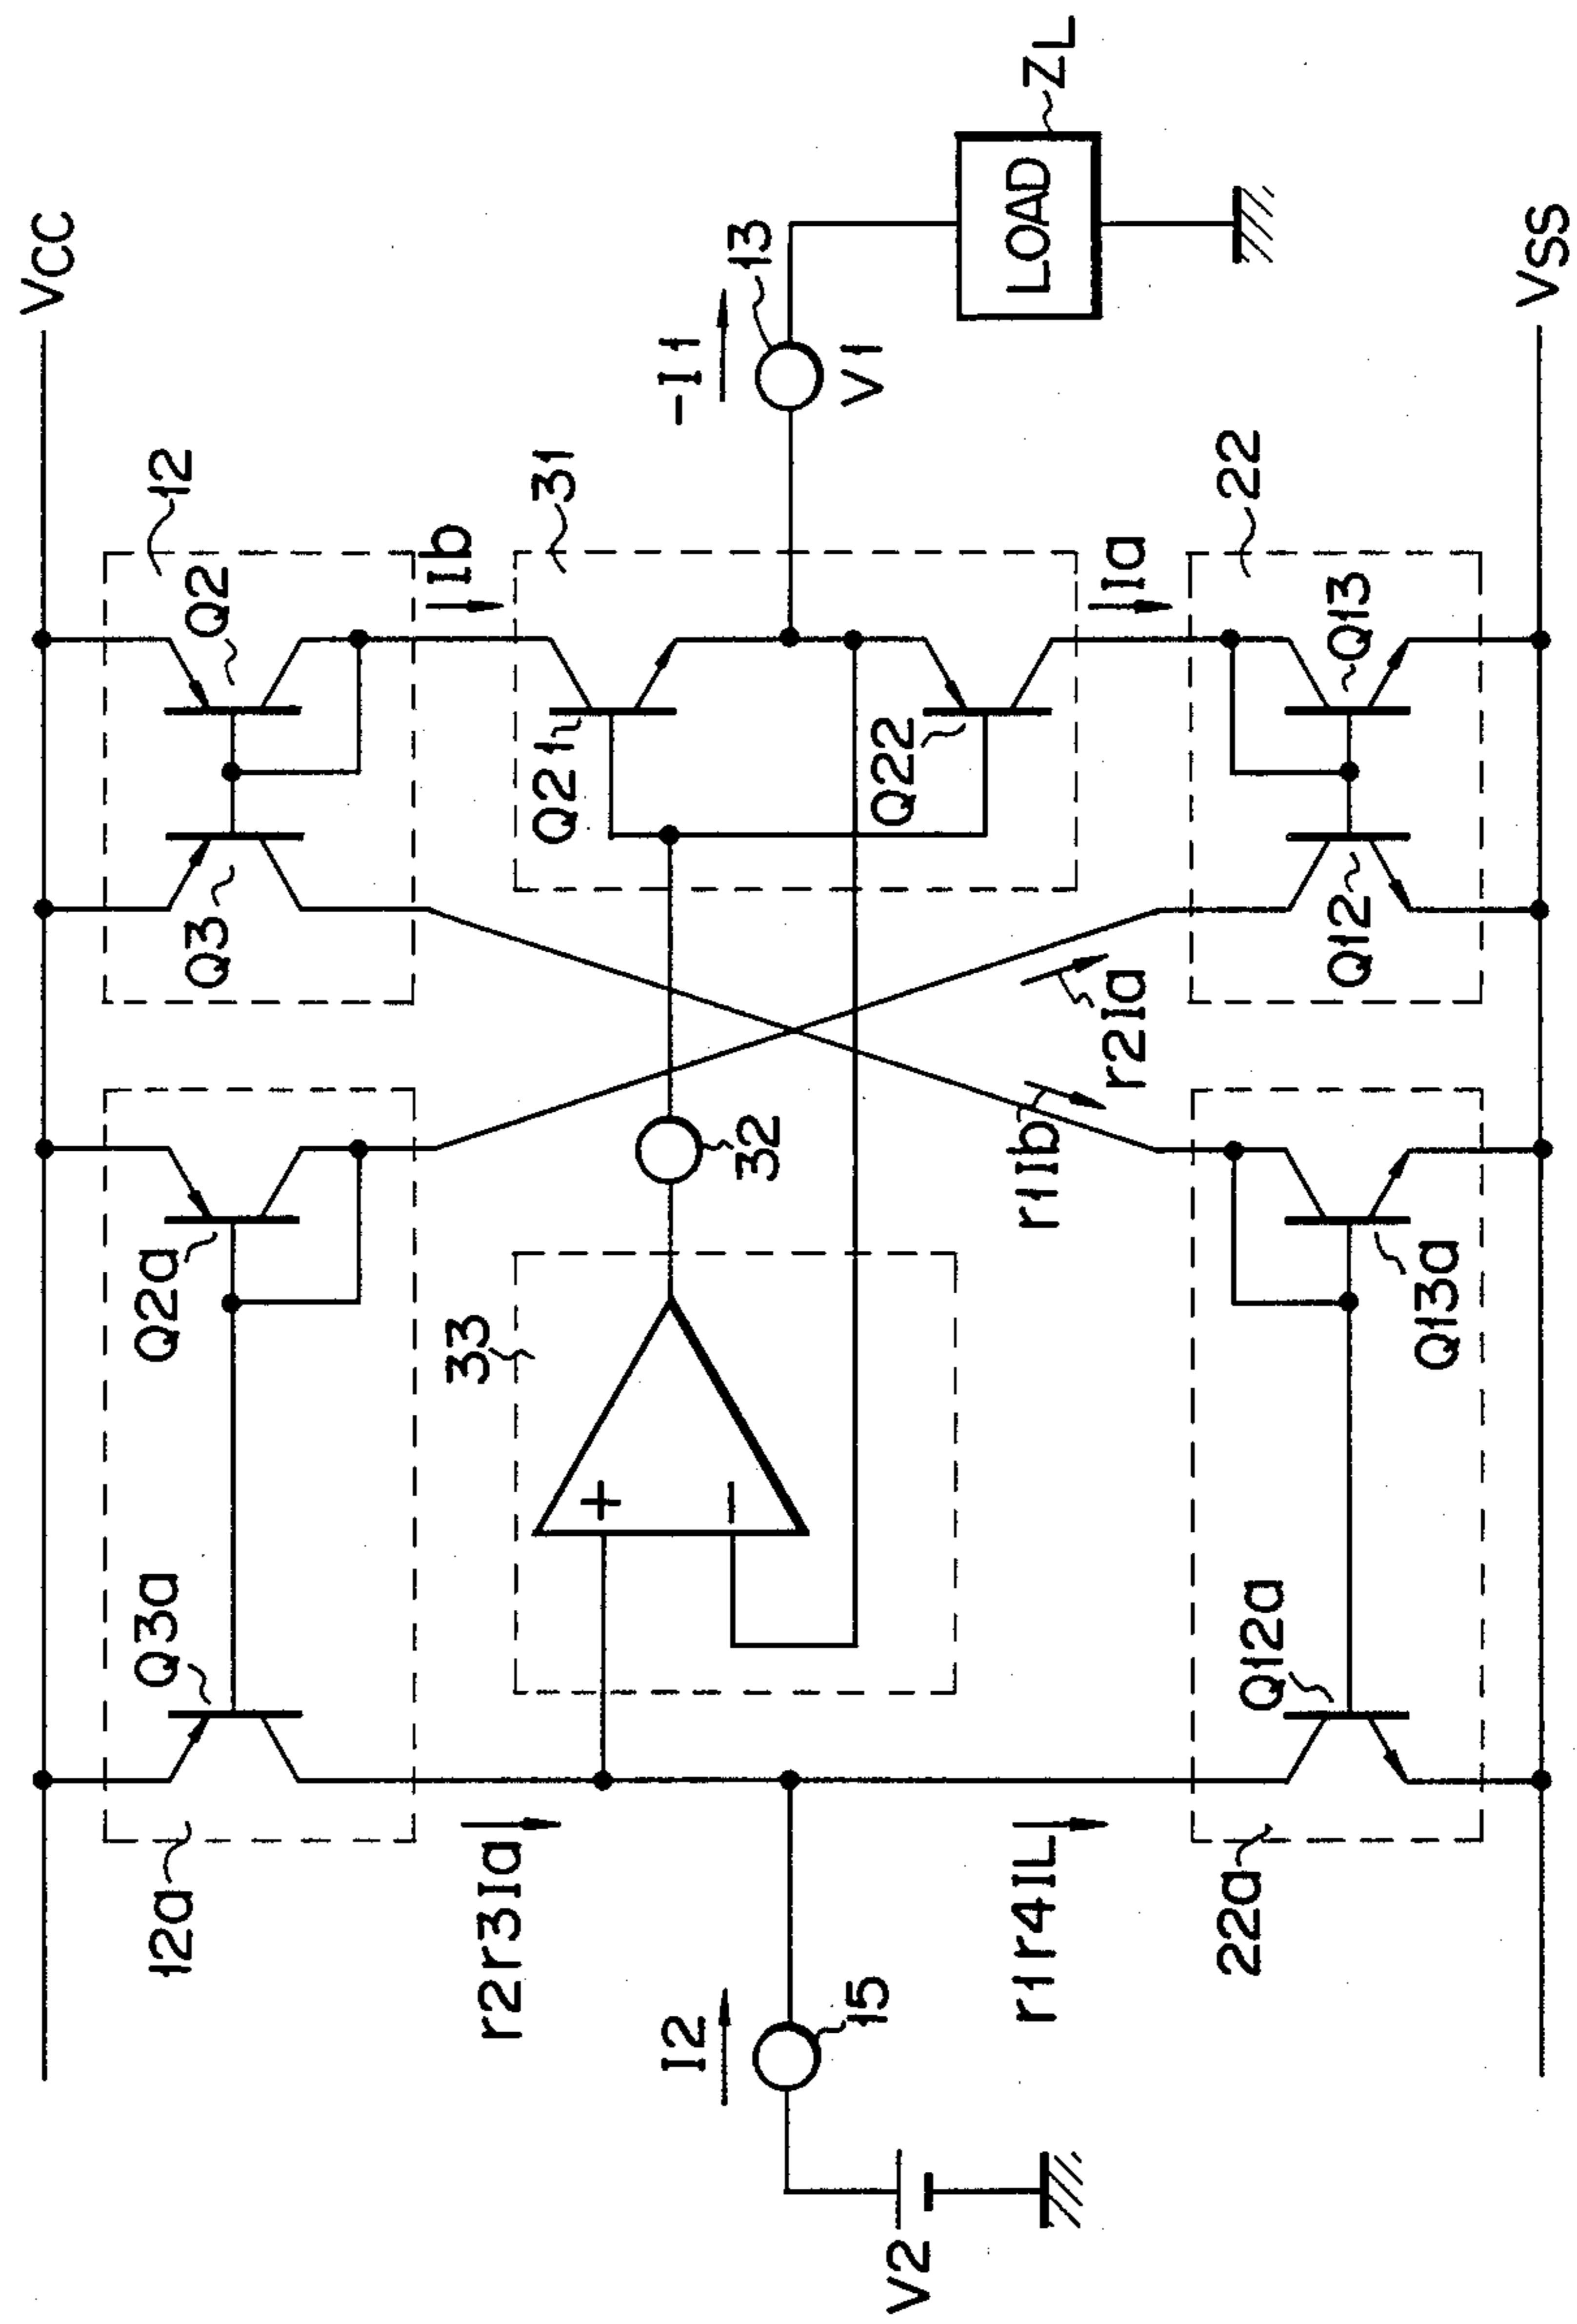 VCC
12
Q2
Q3
I1b
31
Q21
Q22
-I1
13
V1
LOAD
ZL
I1a
22
Q13
Q12
VSS
r2Ia
r1Ib
32
33
+
-
Q2a
Q3a
12a
r2r3Ia
I2
15
V2
r1r4IL
22a
Q12a
Q13a